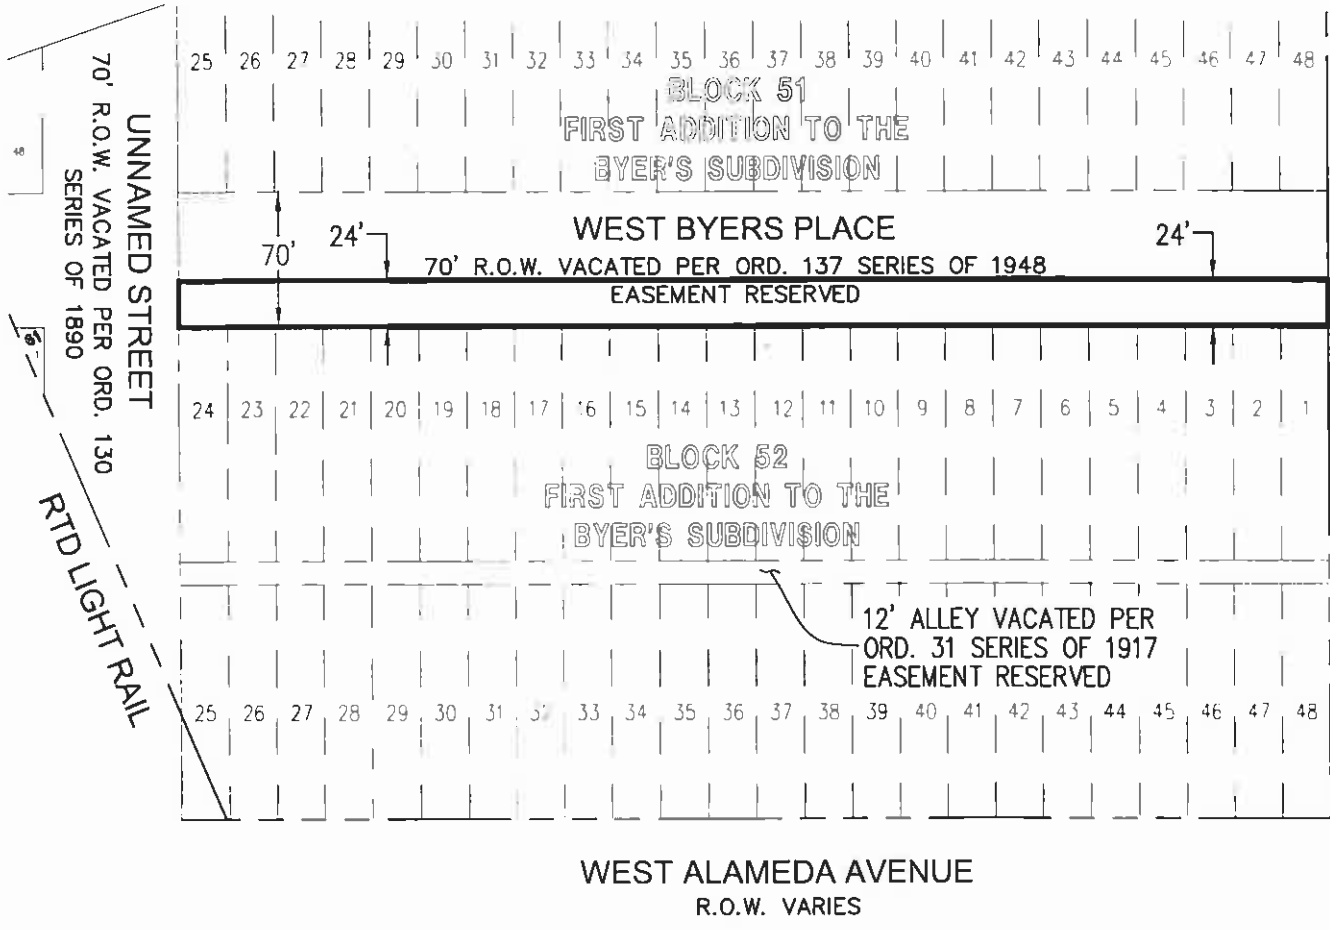 25 26 27 28 29 30 31 32 33 34 35 36 37 38 39 40 41 42 43 44 45 46 47 48
BLOCK 51
FIRST ADDITION TO THE
BYER'S SUBDIVISION
UNNAMED STREET
70' R.O.W. VACATED PER ORD. 130
SERIES OF 1890
48
70'
24'
WEST BYERS PLACE
24'
70' R.O.W. VACATED PER ORD. 137 SERIES OF 1948
EASEMENT RESERVED
24 23 22 21 20 19 18 17 16 15 14 13 12 11 10 9 8 7 6 5 4 3 2 1
BLOCK 52
FIRST ADDITION TO THE
BYER'S SUBDIVISION
RTD LIGHT RAIL
12' ALLEY VACATED PER
ORD. 31 SERIES OF 1917
EASEMENT RESERVED
25 26 27 28 29 30 31 33 34 35 36 37 38 39 40 41 42 43 44 45 46 47 48
WEST ALAMEDA AVENUE
R.O.W. VARIES